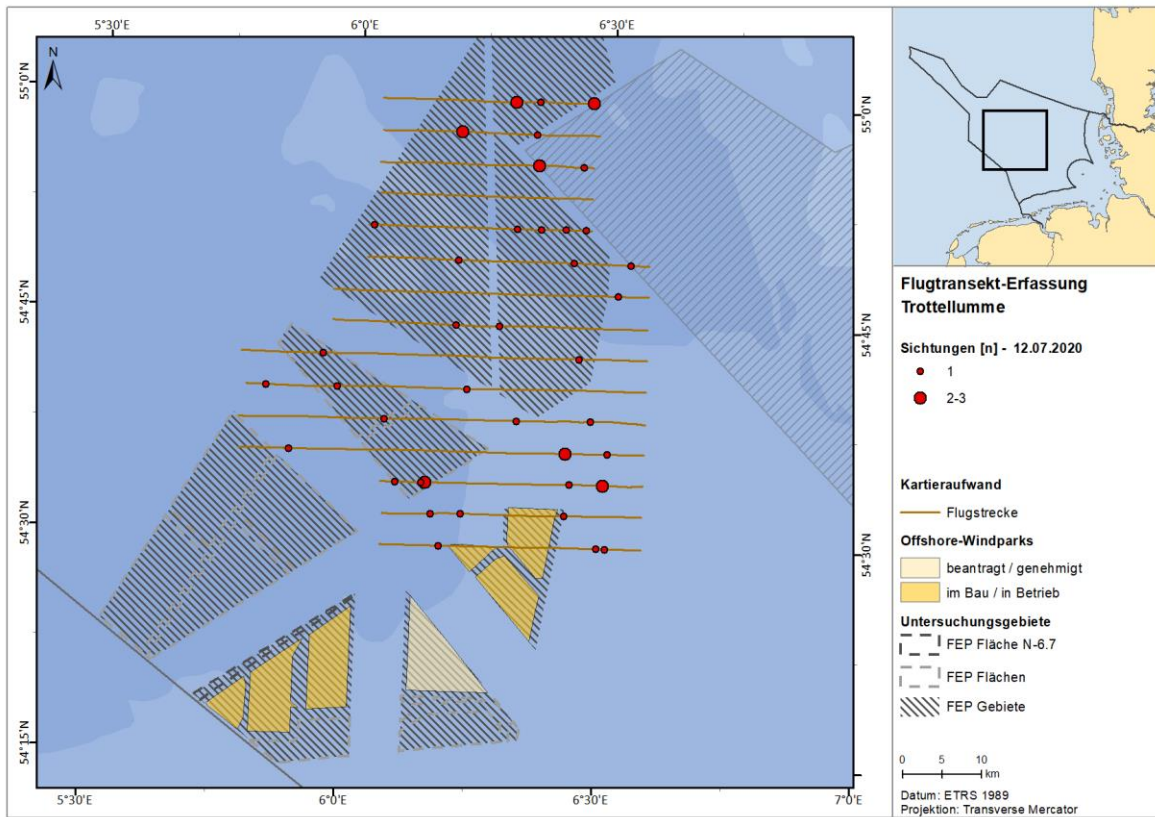 5°30'E
6°0'E
6°30'E
N
55°0'N
54°45'N
54°30'N
54°15'N
55°0'N
54°45'N
54°30'N
5°30'E
6°0'E
6°30'E
7°0'E
Flugtransekt-Erfassung
Trottellumme
Sichtungen [n] - 12.07.2020
1
2-3
Kartieraufwand
Flugstrecke
Offshore-Windparks
beantragt / genehmigt
im Bau / in Betrieb
Untersuchungsgebiete
FEP Fläche N-6.7
FEP Flächen
FEP Gebiete
0 5 10
km
Datum: ETRS 1989
Projektion: Transverse Mercator